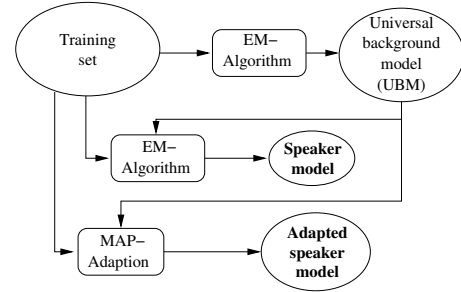 Training
set
EM−
Algorithm
Universal
background
model
(UBM)
EM−
Algorithm
Speaker
model
MAP−
Adaption
Adapted
speaker
model